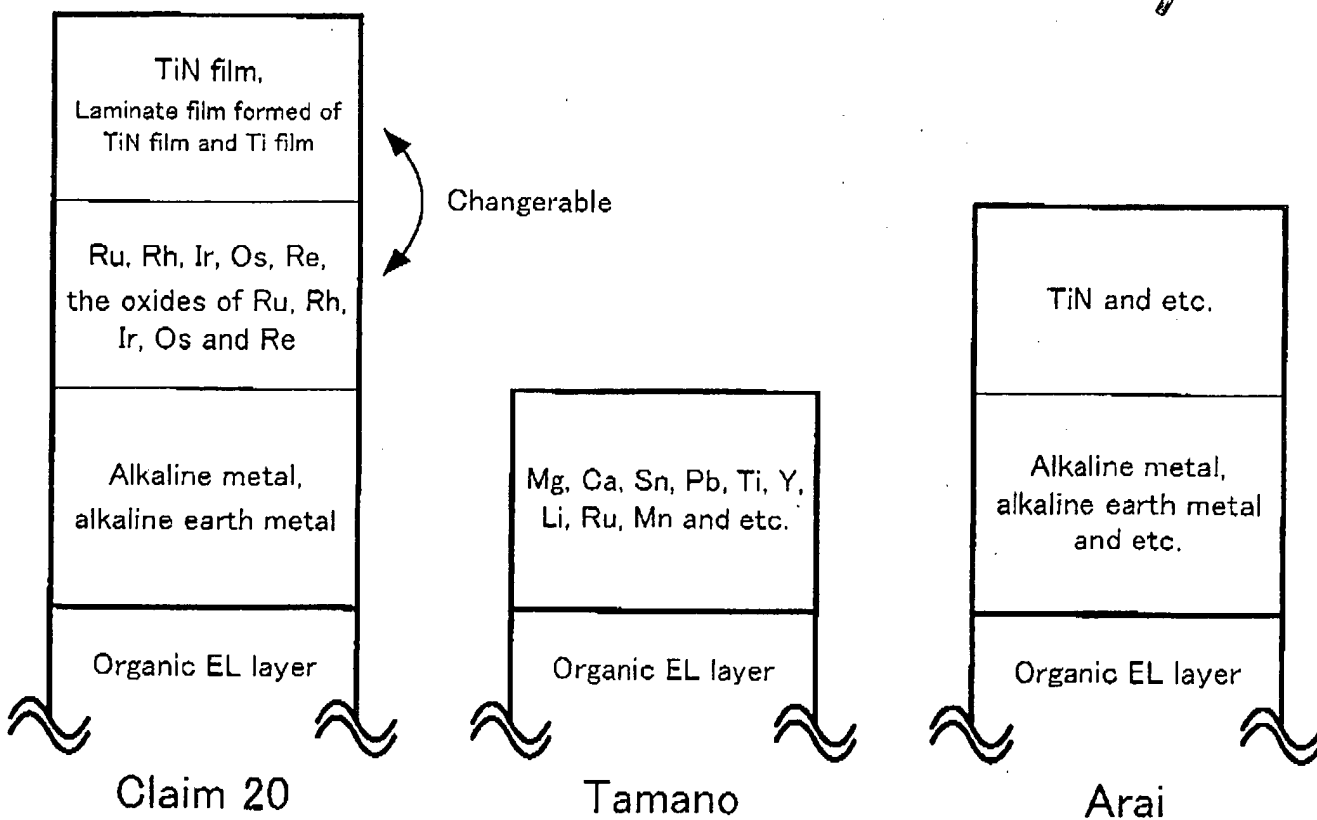 TiN film,
Laminate film formed of
TiN film and Ti film
Changerable
Ru, Rh, Ir, Os, Re,
the oxides of Ru, Rh,
Ir, Os and Re
Alkaline metal,
alkaline earth metal
Organic EL layer
Claim 20
Mg, Ca, Sn, Pb, Ti, Y,
Li, Ru, Mn and etc.
Organic EL layer
Tamano
TiN and etc.
Alkaline metal,
alkaline earth metal
and etc.
Organic EL layer
Arai